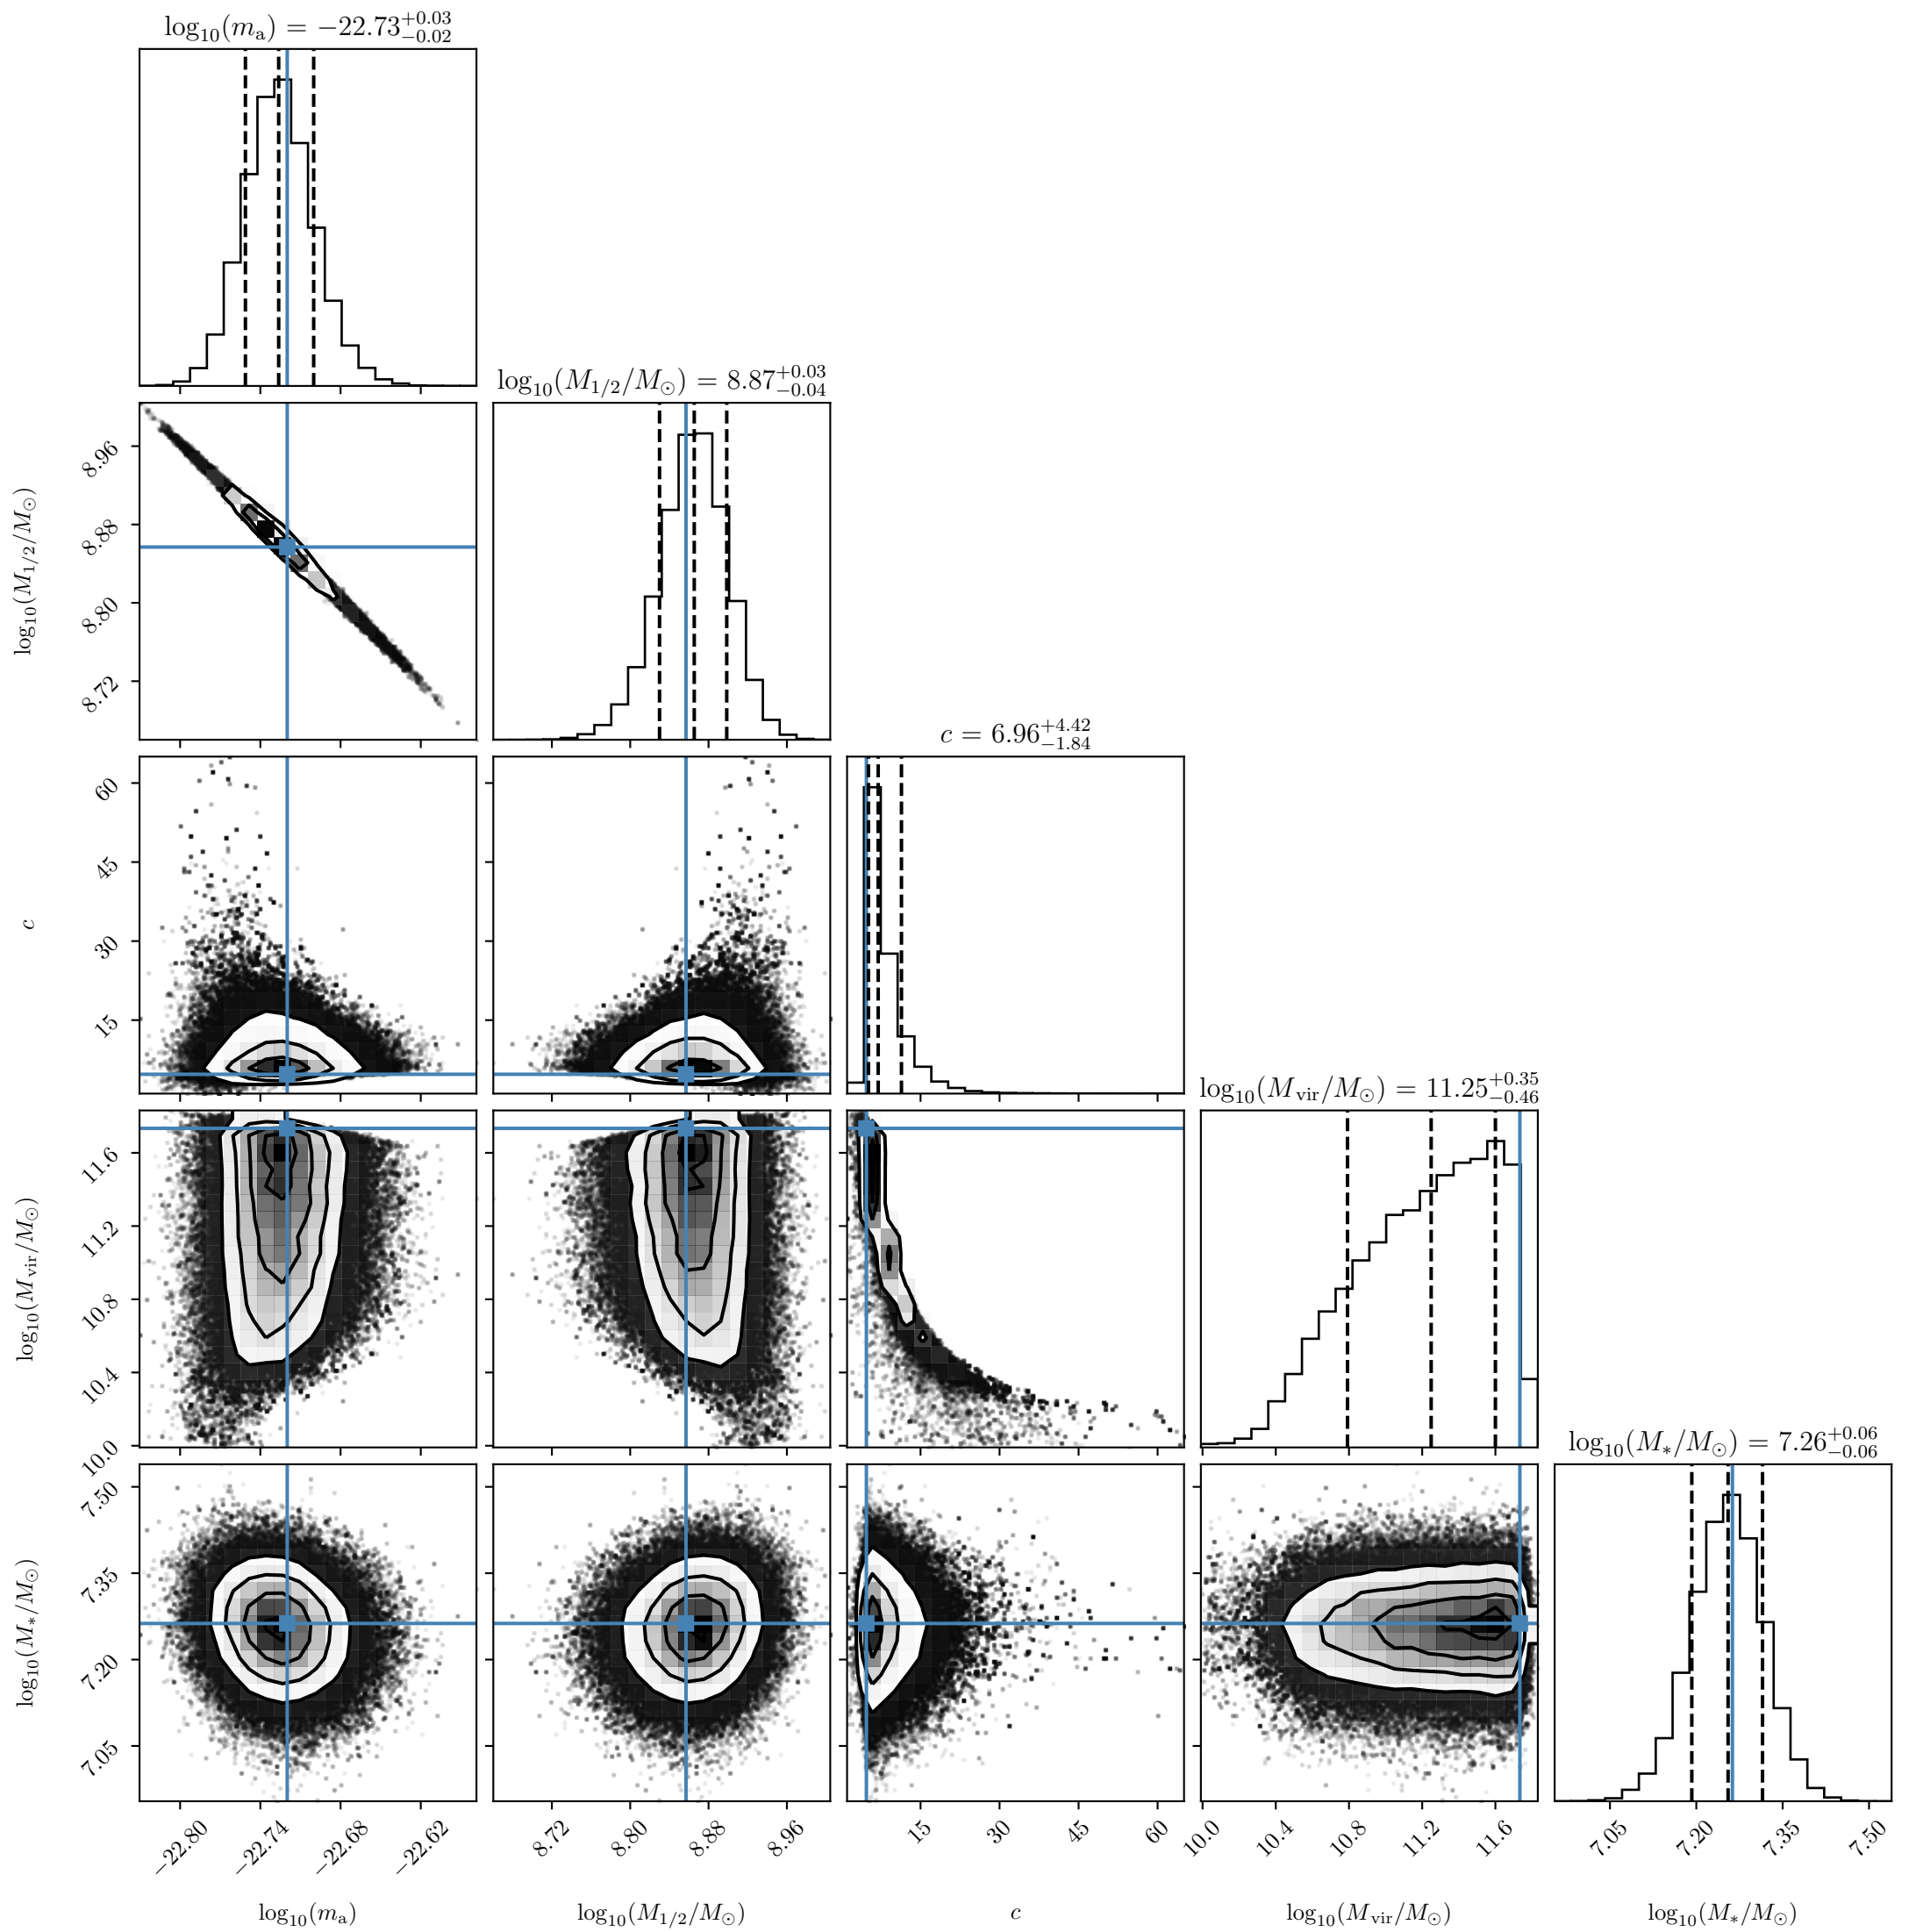 log₁₀(mₐ) = −22.73 +0.03 −0.02
log₁₀(M₁/₂/M⊙) = 8.87 +0.03 −0.04
8.96
8.88
8.80
8.72
log₁₀(M₁/₂/M⊙)
c = 6.96 +4.42 −1.84
60
45
30
15
c
log₁₀(M_vir/M⊙) = 11.25 +0.35 −0.46
11.6
11.2
10.8
10.4
10.0
log₁₀(M_vir/M⊙)
log₁₀(M_*/M⊙) = 7.26 +0.06 −0.06
7.50
7.35
7.20
7.05
log₁₀(M_*/M⊙)
−22.80 −22.74 −22.68 −22.62
8.72 8.80 8.88 8.96
15 30 45 60
10.0 10.4 10.8 11.2 11.6
7.05 7.20 7.35 7.50
log₁₀(mₐ)
log₁₀(M₁/₂/M⊙)
c
log₁₀(M_vir/M⊙)
log₁₀(M_*/M⊙)